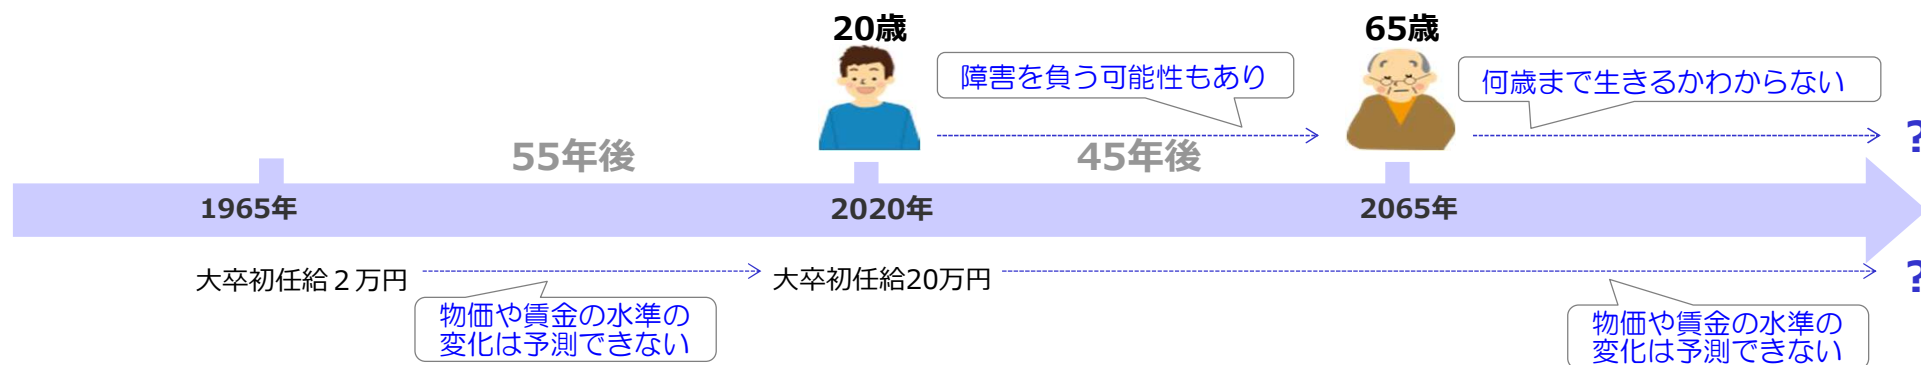 20歳
65歳
障害を負う可能性もあり
何歳まで生きるかわからない
?
55年後
45年後
1965年
2020年
2065年
大卒初任給２万円
大卒初任給20万円
?
物価や賃金の水準の
変化は予測できない
物価や賃金の水準の
変化は予測できない